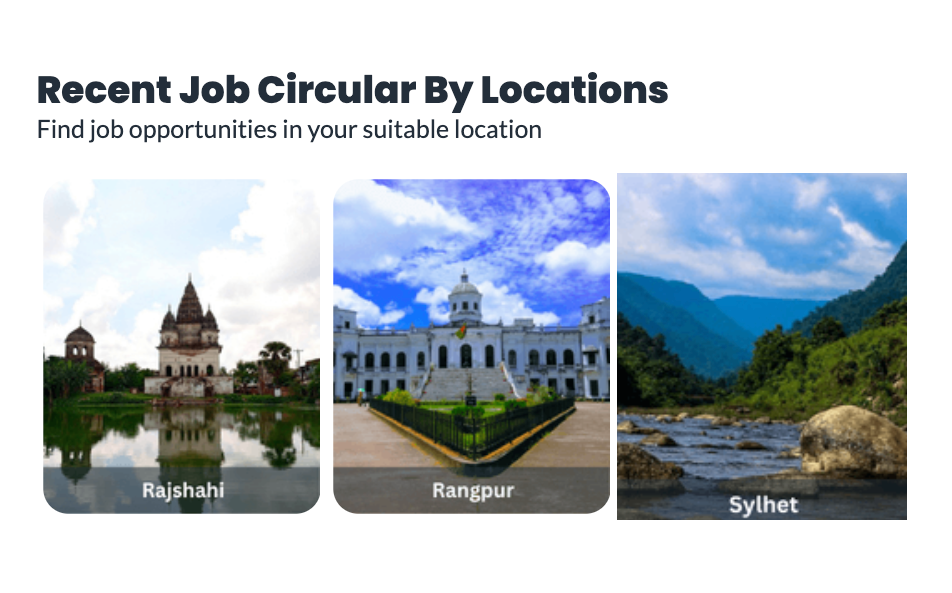 Recent Job Circular By Locations
Find job opportunities in your suitable location
Rajshahi
Rangpur
Sylhet